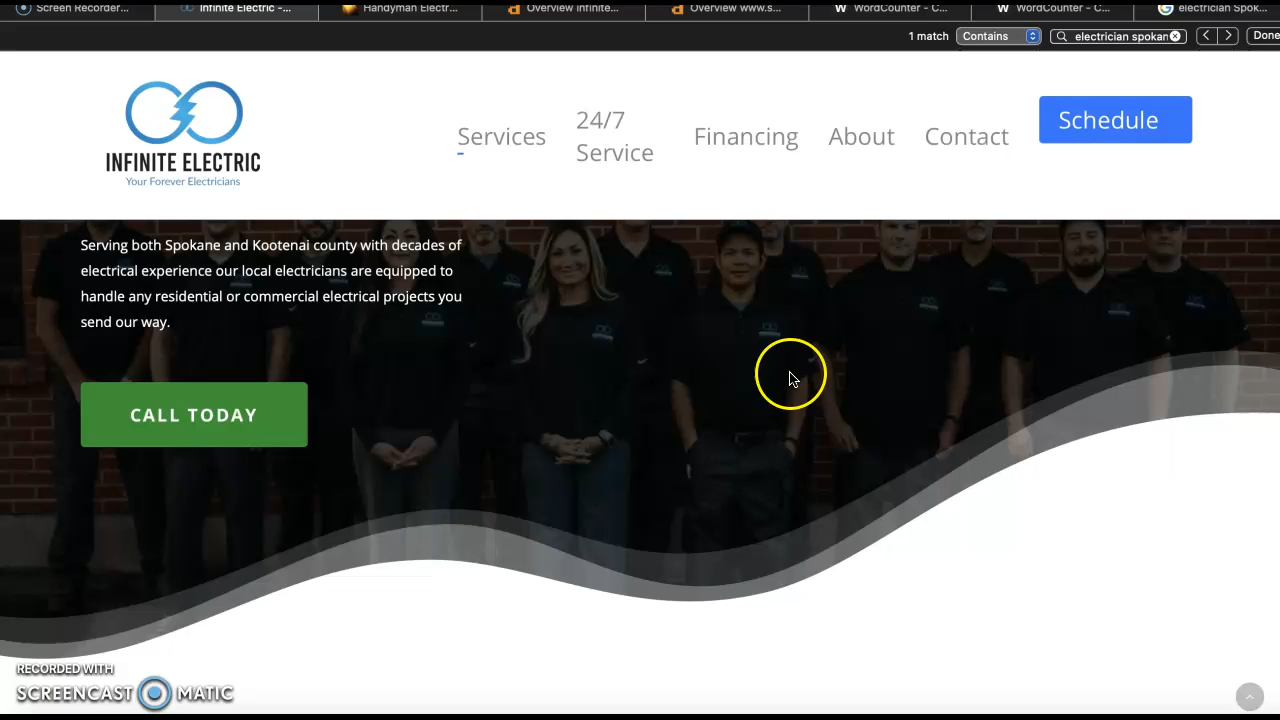 Screen Recorder...
Infinite Electric -...
Handyman Electr...
Overview infinite...
Overview www.s...
WordCounter - C...
WordCounter - C...
electrician Spok...
1 match
Contains
electrician spokan
Done
INFINITE ELECTRIC
Your Forever Electricians
Services
24/7
Service
Financing
About
Contact
Schedule
Serving both Spokane and Kootenai county with decades of
electrical experience our local electricians are equipped to
handle any residential or commercial electrical projects you
send our way.
CALL TODAY
RECORDED WITH
SCREENCAST MATIC